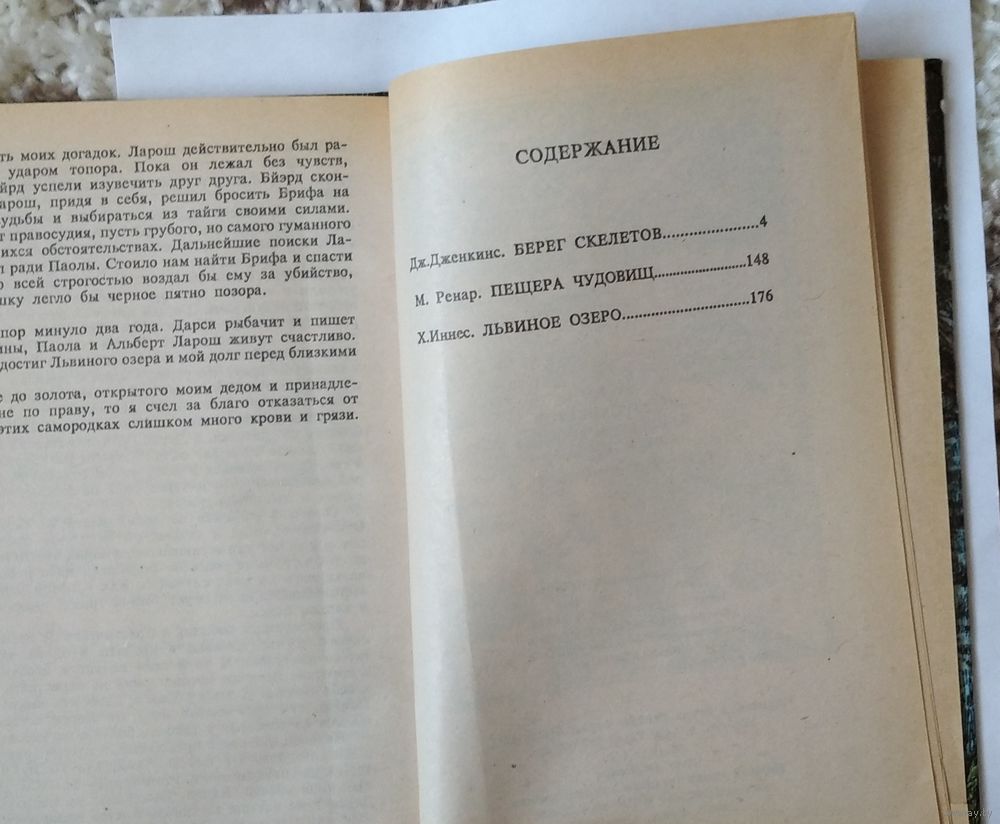 ть моих догадок. Ларош действительно был ра-
ударом топора. Пока он лежал без чувств,
йрд успели изувечить друг друга. Бйэрд скон-
арош, придя в себя, решил бросить Брифа на
удьбы и выбираться из тайги своими силами.
т правосудия, пусть грубого, но самого гуманного
ихся обстоятельствах. Дальнейшие поиски Ла-
л ради Паолы. Стоило нам найти Брифа и спасти
о всей строгостью воздал бы ему за убийство,
шку легло бы черное пятно позора.
пор минуло два года. Дарси рыбачит и пишет
ины, Паола и Альберт Ларош живут счастливо.
достиг Львиного озера и мой долг перед близкими
е до золота, открытого моим дедом и принадле-
не по праву, то я счел за благо отказаться от
этих самородках слишком много крови и грязи.
СОДЕРЖАНИЕ
Дж.Дженкинс. БЕРЕГ СКЕЛЕТОВ......................4
М. Ренар. ПЕЩЕРА ЧУДОВИЩ......................148
Х.Иннес. ЛЬВИНОЕ ОЗЕРО..............................176